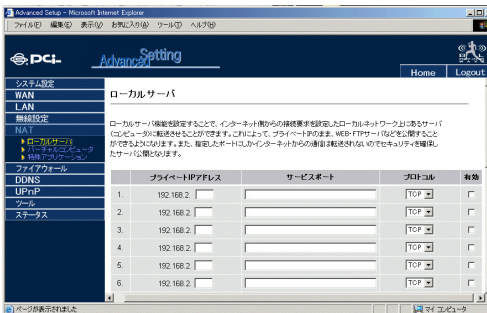 Advanced Setup - Microsoft Internet Explorer
ファイル(F) 編集(E) 表示(V) お気に入り(A) ツール(T) ヘルプ(H)
PCi
Advanced Setting
Home Logout
システム設定
WAN
LAN
無線設定
NAT
ローカルサーバ
バーチャルコンピュータ
特殊アプリケーション
ファイアウォール
DDNS
UPnP
ツール
ステータス
ローカルサーバ
ローカルサーバ機能を設定することで、インターネット側からの接続要求を設定したローカルネットワーク上にあるサーバ
(コンピュータ)に転送させることができます。これによって、プライベートIPのまま、WEB・FTPサーバなどを公開すること
ができるようになります。また、指定したポートにしかインターネットからの通信は転送されないのでセキュリティを確保し
たサーバ公開となります。
プライベートIPアドレス サービスポート プロトコル 有効
1. 192.168.2. TCP
2. 192.168.2. TCP
3. 192.168.2. TCP
4. 192.168.2. TCP
5. 192.168.2. TCP
6. 192.168.2. TCP
ページが表示されました マイ コンピュータ